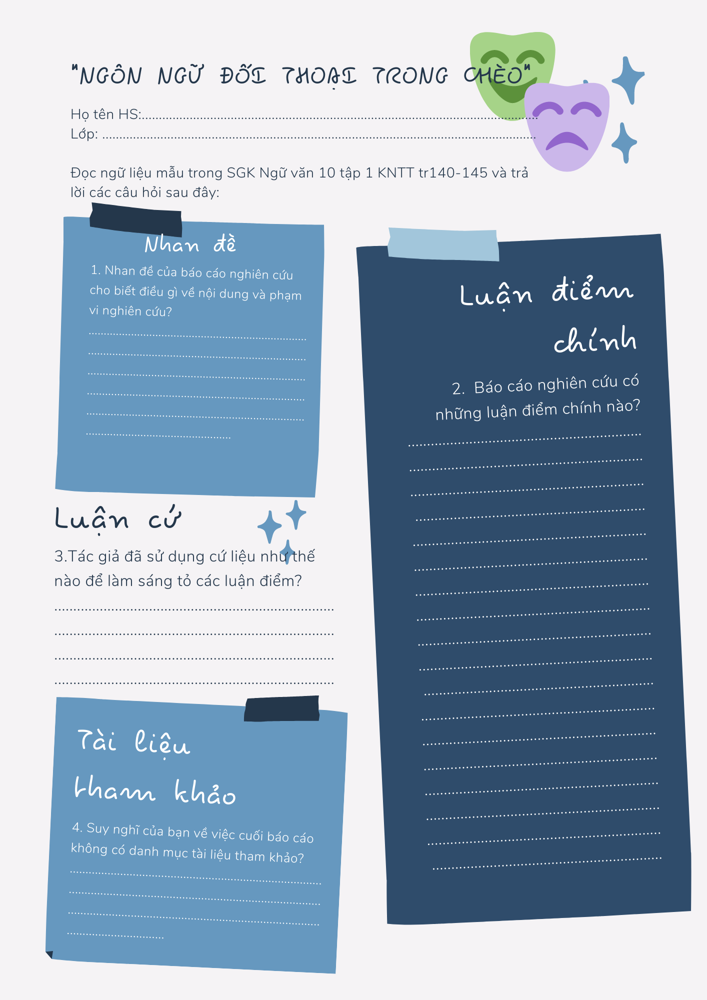 "NGÔN NGỮ ĐỐI THOẠI TRONG CHÈO"
Họ tên HS:........................................................................................................
Lớp: ........................................................................................................
Đọc ngữ liệu mẫu trong SGK Ngữ văn 10 tập 1 KNTT tr140-145 và trả
lời các câu hỏi sau đây:
Nhan đề
1. Nhan đề của báo cáo nghiên cứu
cho biết điều gì về nội dung và phạm
vi nghiên cứu?
Luận điểm
chính
2. Báo cáo nghiên cứu có
những luận điểm chính nào?
Luận cứ
3.Tác giả đã sử dụng cứ liệu như thế
nào để làm sáng tỏ các luận điểm?
Tài liệu
tham khảo
4. Suy nghĩ của bạn về việc cuối báo cáo
không có danh mục tài liệu tham khảo?